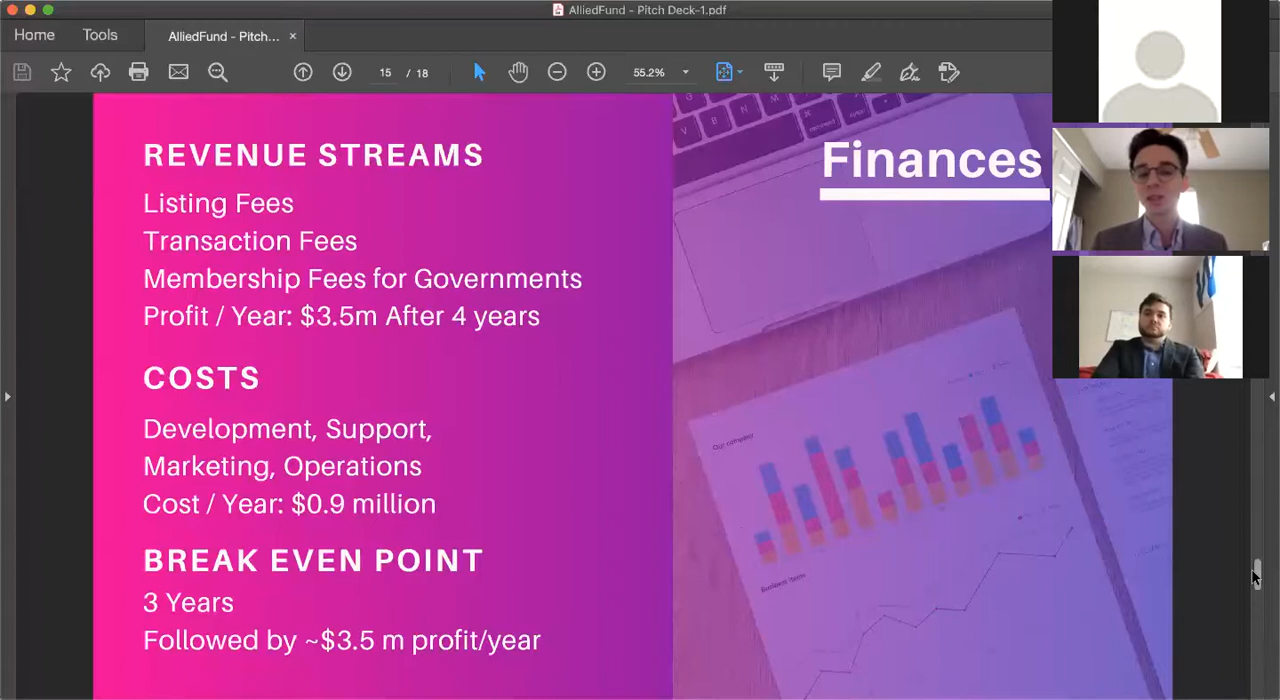 AlliedFund - Pitch Deck-1.pdf
Home
Tools
AlliedFund - Pitch...
×
15 / 18
55.2%
REVENUE STREAMS
Listing Fees
Transaction Fees
Membership Fees for Governments
Profit / Year: $3.5m After 4 years
COSTS
Development, Support,
Marketing, Operations
Cost / Year: $0.9 million
BREAK EVEN POINT
3 Years
Followed by ~$3.5 m profit/year
Finances
V
B
N
M
Our company